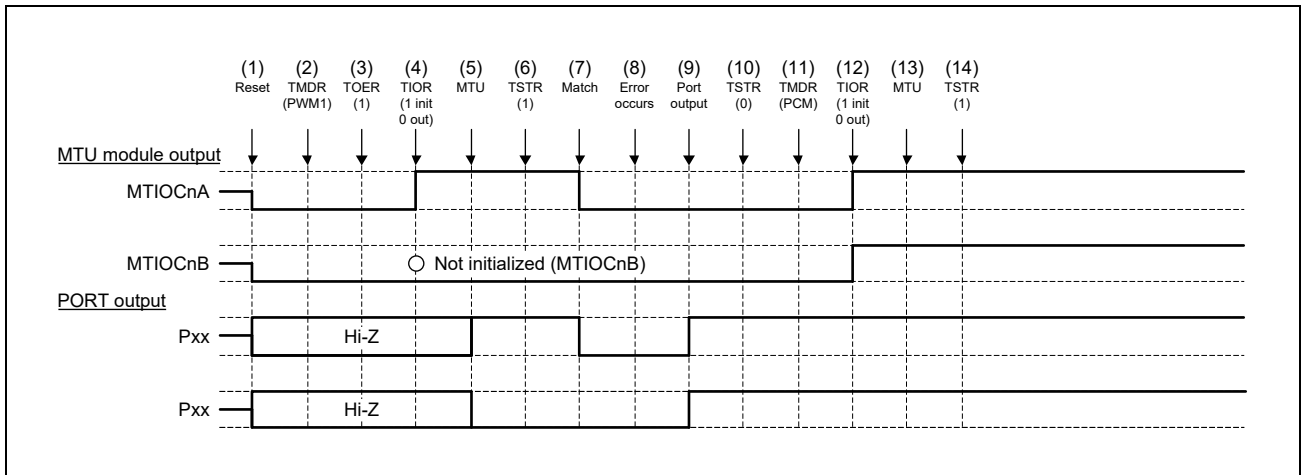 (1) (2) (3) (4) (5) (6) (7) (8) (9) (10) (11) (12) (13) (14)
Reset TMDR TOER TIOR MTU TSTR Match Error Port TSTR TMDR TIOR MTU TSTR
(PWM1) (1) (1 init (1) occurs output (0) (PCM) (1 init (1)
0 out) 0 out)
MTU module output
MTIOCnA
MTIOCnB Not initialized (MTIOCnB)
PORT output
Pxx Hi-Z
Pxx Hi-Z